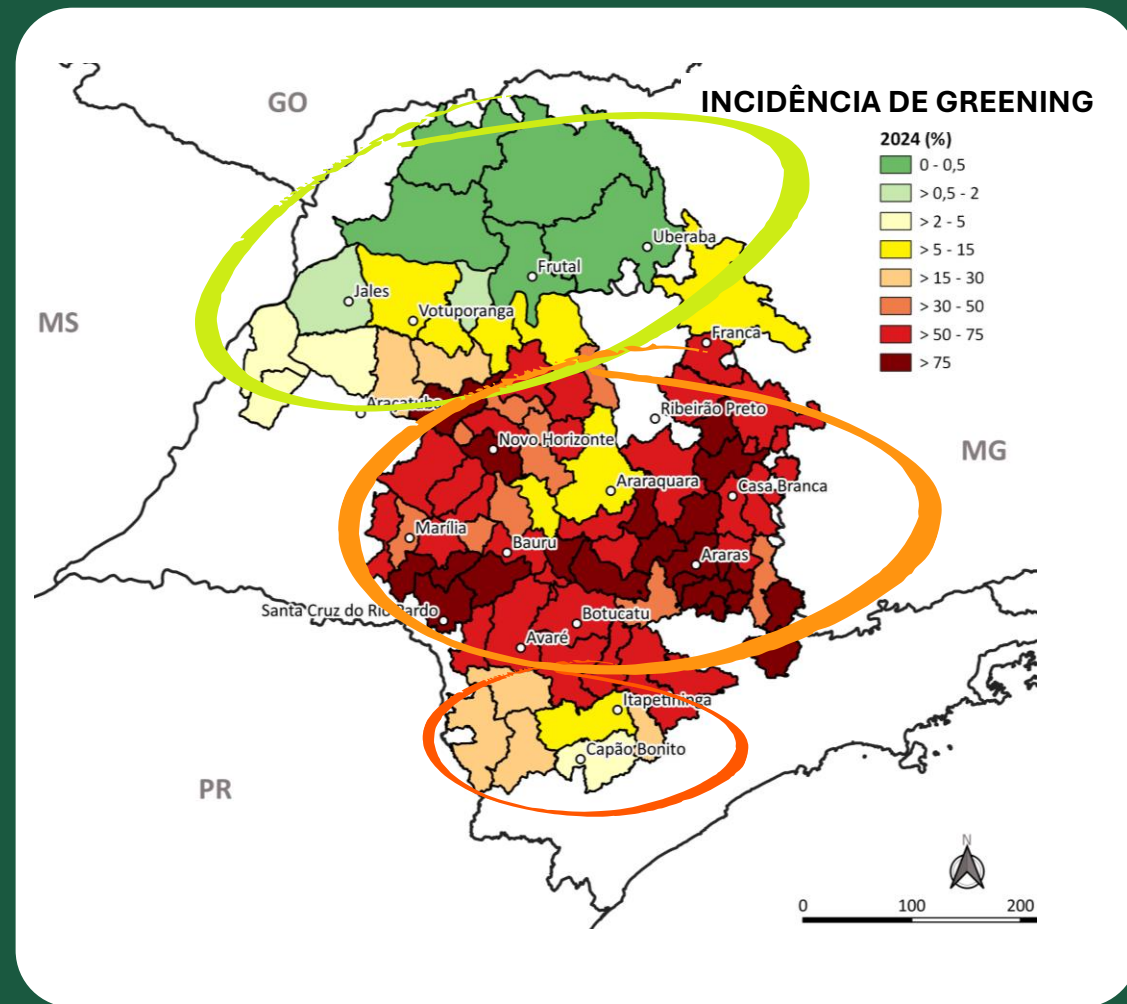 GO
INCIDÊNCIA DE GREENING
2024 (%)
0 - 0,5
> 0,5 - 2
> 2 - 5
> 5 - 15
> 15 - 30
> 30 - 50
> 50 - 75
> 75
Uberaba
Frutal
Jales
MS
Votuporanga
Franca
Araçatuba
Ribeirão Preto
Novo Horizonte
MG
Araraquara
Casa Branca
Marília
Bauru
Araras
Santa Cruz do Rio Pardo
Botucatu
Avaré
Itapetininga
Capão Bonito
PR
N
0 100 200